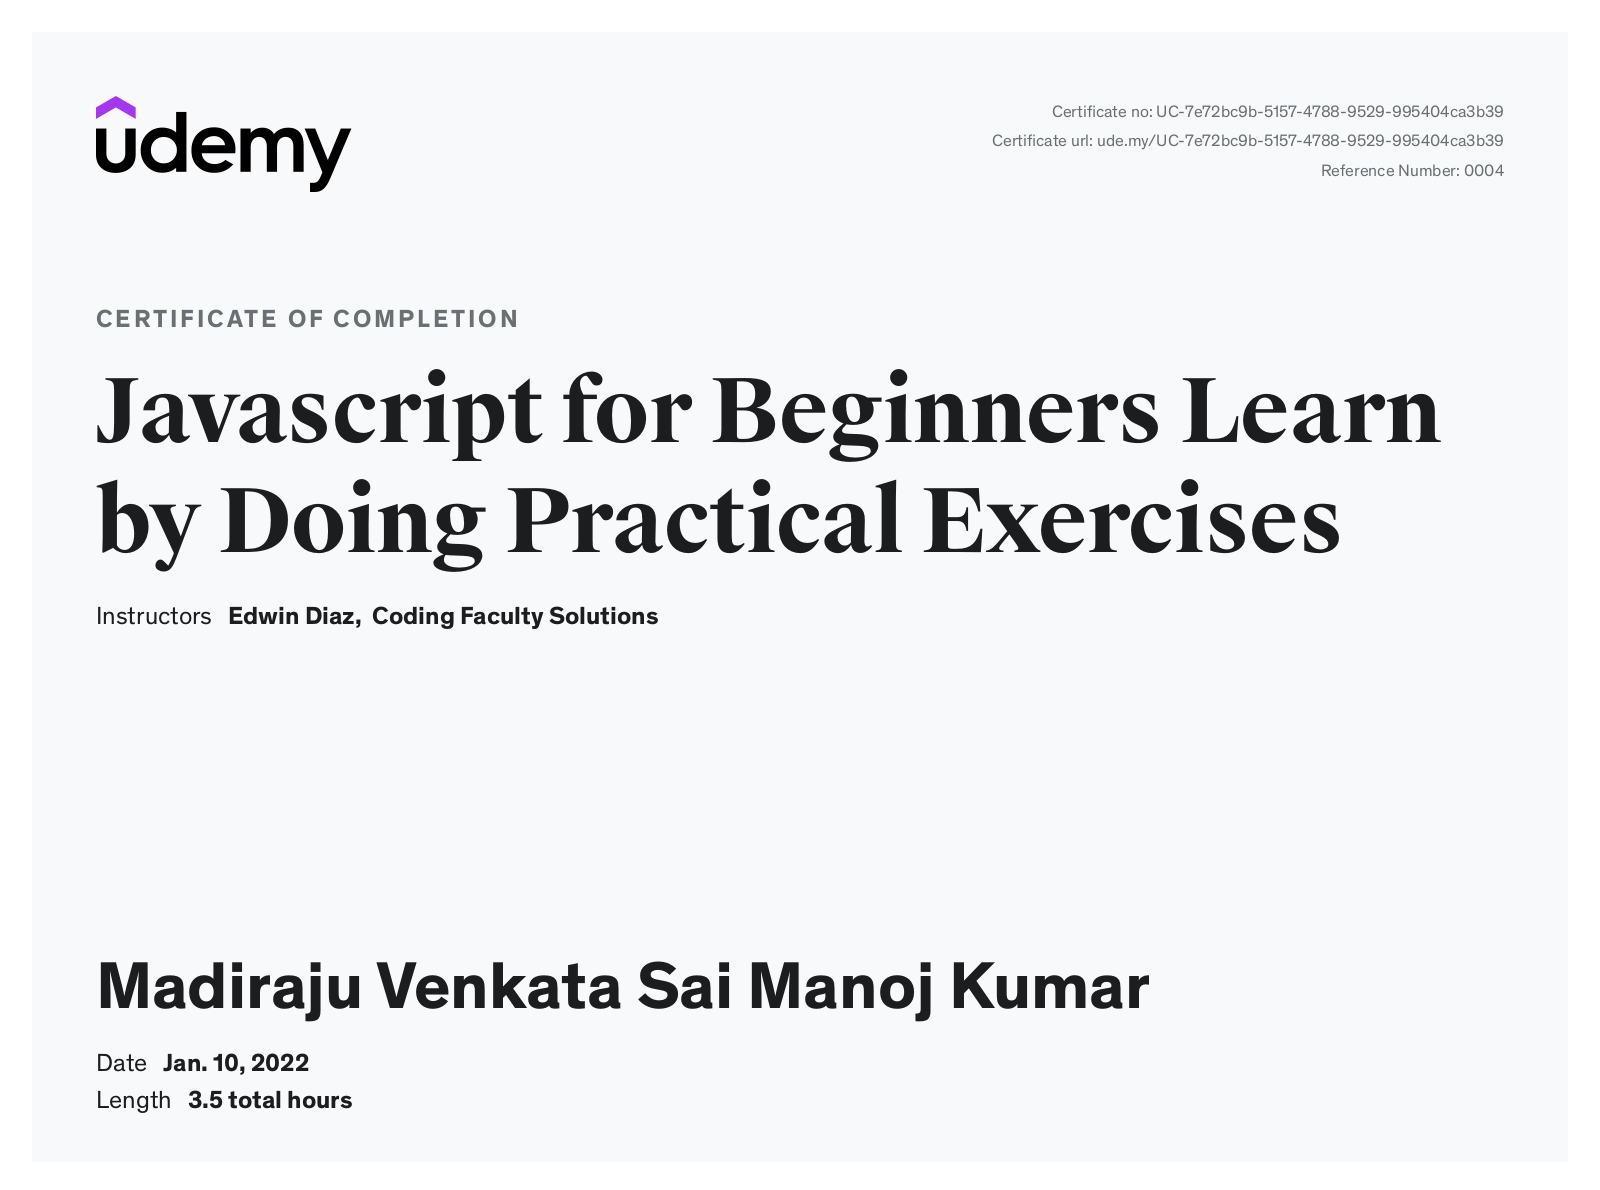 udemy
Certificate no: UC-7e72bc9b-5157-4788-9529-995404ca3b39
Certificate url: ude.my/UC-7e72bc9b-5157-4788-9529-995404ca3b39
Reference Number: 0004
CERTIFICATE OF COMPLETION
Javascript for Beginners Learn
by Doing Practical Exercises
Instructors Edwin Diaz, Coding Faculty Solutions
Madiraju Venkata Sai Manoj Kumar
Date Jan. 10, 2022
Length 3.5 total hours